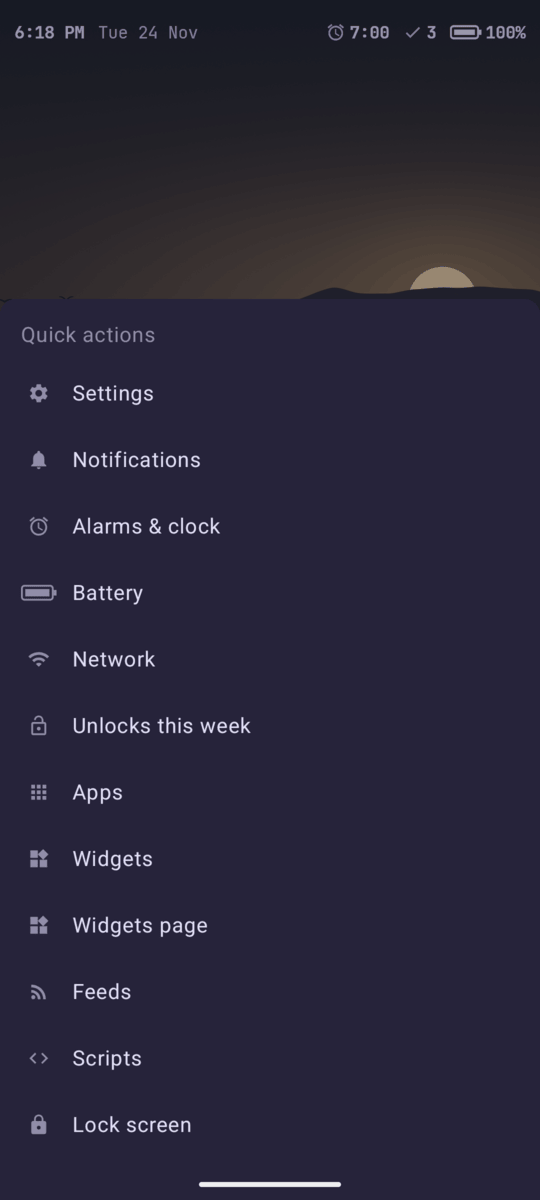 6:18 PM Tue 24 Nov 7:00 3 100%
Quick actions
Settings
Notifications
Alarms & clock
Battery
Network
Unlocks this week
Apps
Widgets
Widgets page
Feeds
Scripts
Lock screen